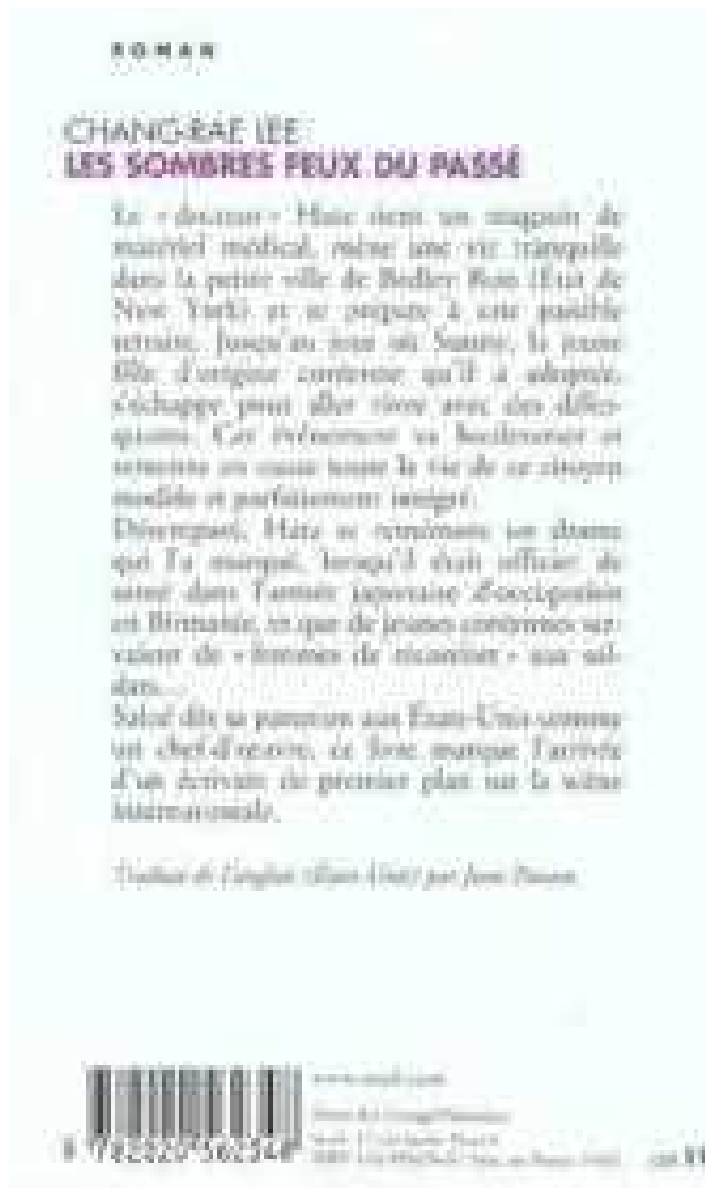 ROMAN
CHANG-RAE LEE
LES SOMBRES FEUX DU PASSÉ
Le « docteur » Hata tient un magasin de
matériel médical, mène une vie tranquille
dans la petite ville de Bedley Run (État de
New York) et se prépare à une paisible
retraite. Jusqu'au jour où Sunny, la jeune
fille d'origine coréenne qu'il a adoptée,
s'échappe pour aller vivre avec des délin-
quants. Cet événement va bouleverser et
remettre en cause toute la vie de ce citoyen
modèle et parfaitement intégré.
Désemparé, Hata se remémore un drame
qui l'a marqué, lorsqu'il était officier de
santé dans l'armée japonaise d'occupation
en Birmanie, et que de jeunes coréennes ser-
vaient de « femmes de réconfort » aux sol-
dats...
Salué dès sa parution aux États-Unis comme
un chef-d'œuvre, ce livre marque l'arrivée
d'un écrivain de premier plan sur la scène
internationale.
Traduit de l'anglais (États-Unis) par Jean
9 782020 562348